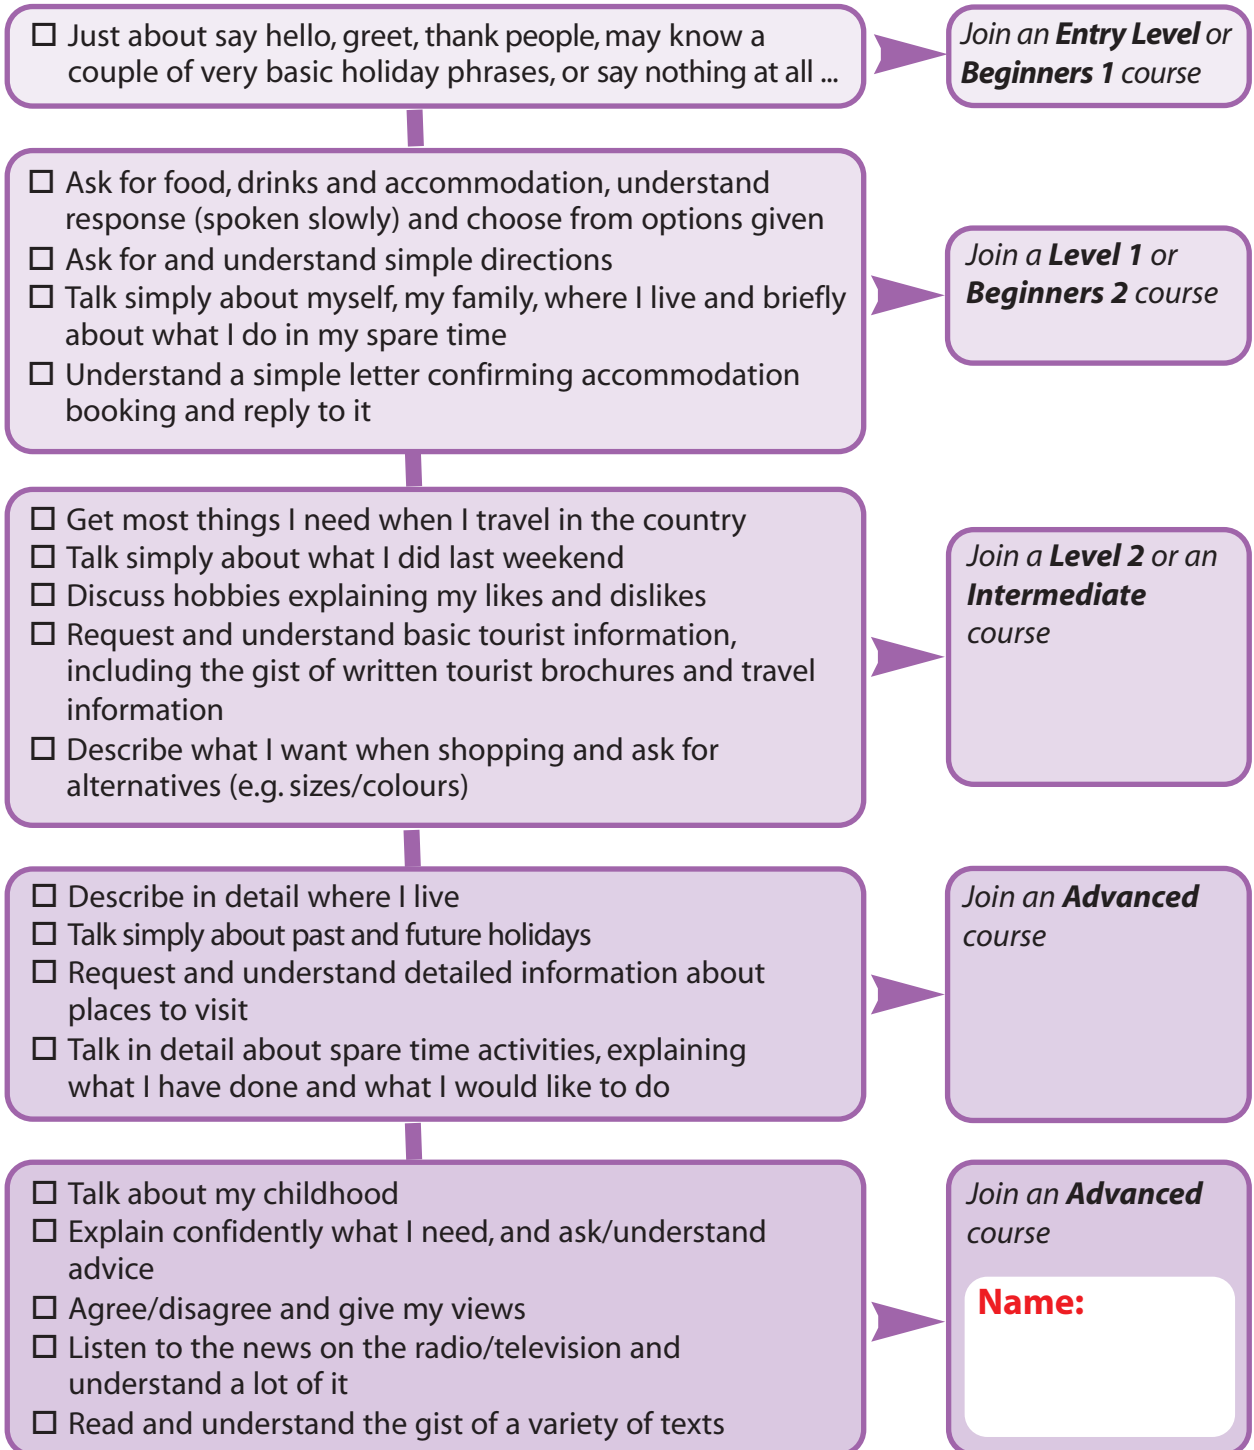 ☐ Just about say hello, greet, thank people, may know a
couple of very basic holiday phrases, or say nothing at all ...
Join an Entry Level or
Beginners 1 course
☐ Ask for food, drinks and accommodation, understand
response (spoken slowly) and choose from options given
☐ Ask for and understand simple directions
☐ Talk simply about myself, my family, where I live and briefly
about what I do in my spare time
☐ Understand a simple letter confirming accommodation
booking and reply to it
Join a Level 1 or
Beginners 2 course
☐ Get most things I need when I travel in the country
☐ Talk simply about what I did last weekend
☐ Discuss hobbies explaining my likes and dislikes
☐ Request and understand basic tourist information,
including the gist of written tourist brochures and travel
information
☐ Describe what I want when shopping and ask for
alternatives (e.g. sizes/colours)
Join a Level 2 or an
Intermediate
course
☐ Describe in detail where I live
☐ Talk simply about past and future holidays
☐ Request and understand detailed information about
places to visit
☐ Talk in detail about spare time activities, explaining
what I have done and what I would like to do
Join an Advanced
course
☐ Talk about my childhood
☐ Explain confidently what I need, and ask/understand
advice
☐ Agree/disagree and give my views
☐ Listen to the news on the radio/television and
understand a lot of it
☐ Read and understand the gist of a variety of texts
Join an Advanced
course
Name: